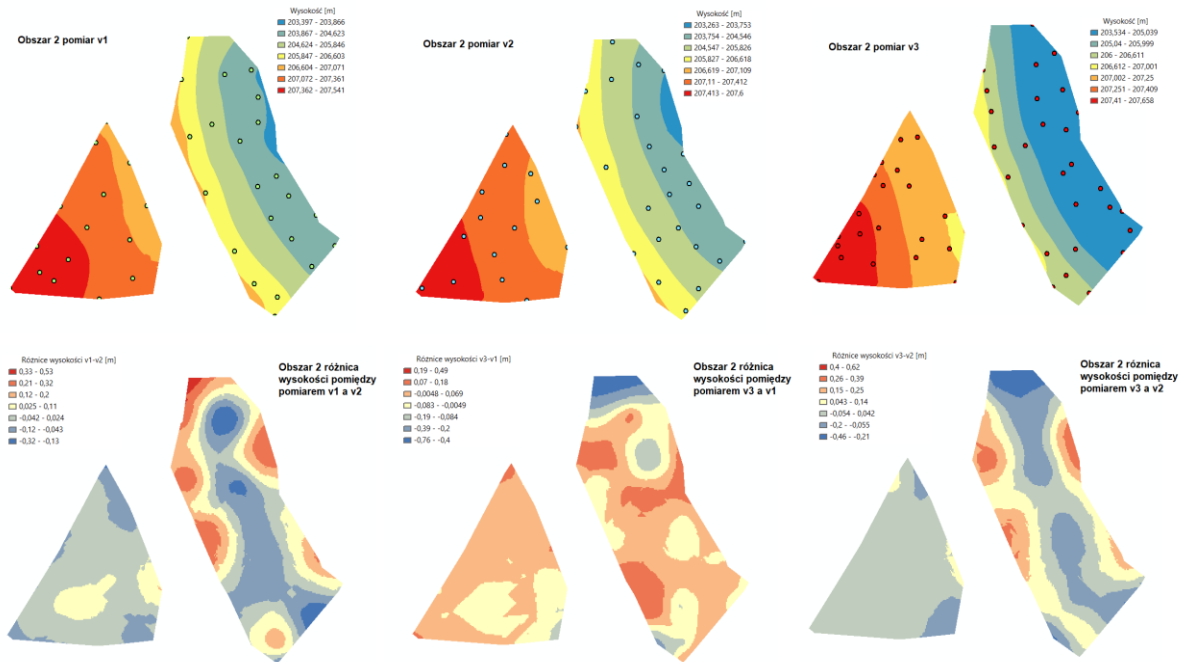 Obszar 2 pomiar v1
Wysokość [m]
203,397 - 203,866
203,867 - 204,623
204,624 - 205,846
205,847 - 206,603
206,604 - 207,071
207,072 - 207,361
207,362 - 207,541
Obszar 2 pomiar v2
Wysokość [m]
203,263 - 203,753
203,754 - 204,546
204,547 - 205,826
205,827 - 206,618
206,619 - 207,109
207,11 - 207,412
207,413 - 207,6
Obszar 2 pomiar v3
Wysokość [m]
203,534 - 205,039
205,04 - 205,999
206 - 206,611
206,612 - 207,001
207,002 - 207,25
207,251 - 207,409
207,41 - 207,658
Różnice wysokości v1-v2 [m]
0,33 - 0,53
0,21 - 0,32
0,12 - 0,2
0,025 - 0,11
-0,042 - 0,024
-0,12 - -0,043
-0,32 - -0,13
Obszar 2 różnica
wysokości pomiędzy
pomiarem v1 a v2
Różnice wysokości v3-v1 [m]
0,19 - 0,49
0,07 - 0,18
-0,0048 - 0,069
-0,083 - -0,0049
-0,19 - -0,084
-0,39 - -0,2
-0,76 - -0,4
Obszar 2 różnica
wysokości pomiędzy
pomiarem v3 a v1
Różnice wysokości v3-v2 [m]
0,4 - 0,62
0,26 - 0,39
0,15 - 0,25
0,043 - 0,14
-0,054 - 0,042
-0,2 - -0,055
-0,46 - -0,21
Obszar 2 różnica
wysokości pomiędzy
pomiarem v3 a v2